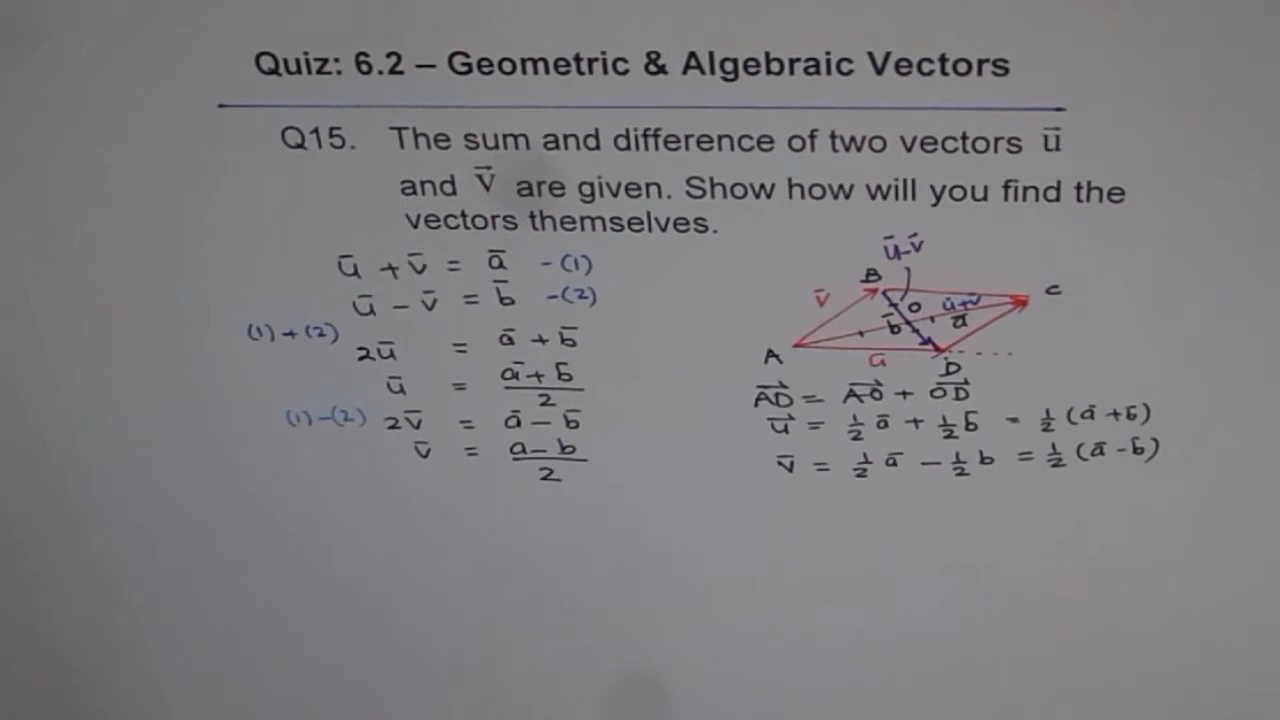 Quiz: 6.2 – Geometric & Algebraic Vectors
Q15. The sum and difference of two vectors u⃗
and v⃗ are given. Show how will you find the
vectors themselves.
ū + v̄ = ā -(1)
ū - v̄ = b̄ -(2)
(1)+(2) 2ū = ā + b̄
ū = ā + b̄ / 2
(1)-(2) 2v̄ = ā - b̄
v̄ = a - b / 2
ū-v̄
B
C
v̄
O
ū+v̄
b̄
ā
A
ū
D
AD⃗ = AO⃗ + OD⃗
u⃗ = ½ ā + ½ b̄ = ½ (ā + b̄)
v̄ = ½ ā - ½ b = ½ (ā - b̄)